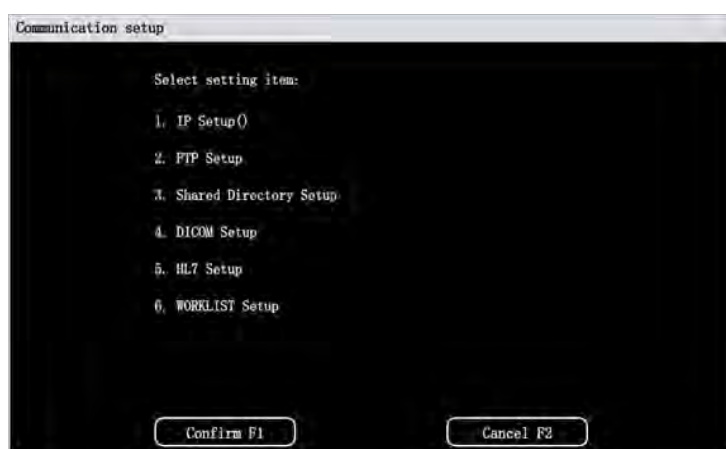 Communication setup
Select setting item:
1. IP Setup()
2. FTP Setup
3. Shared Directory Setup
4. DICOM Setup
5. HL7 Setup
6. WORKLIST Setup
Confirm F1
Cancel F2